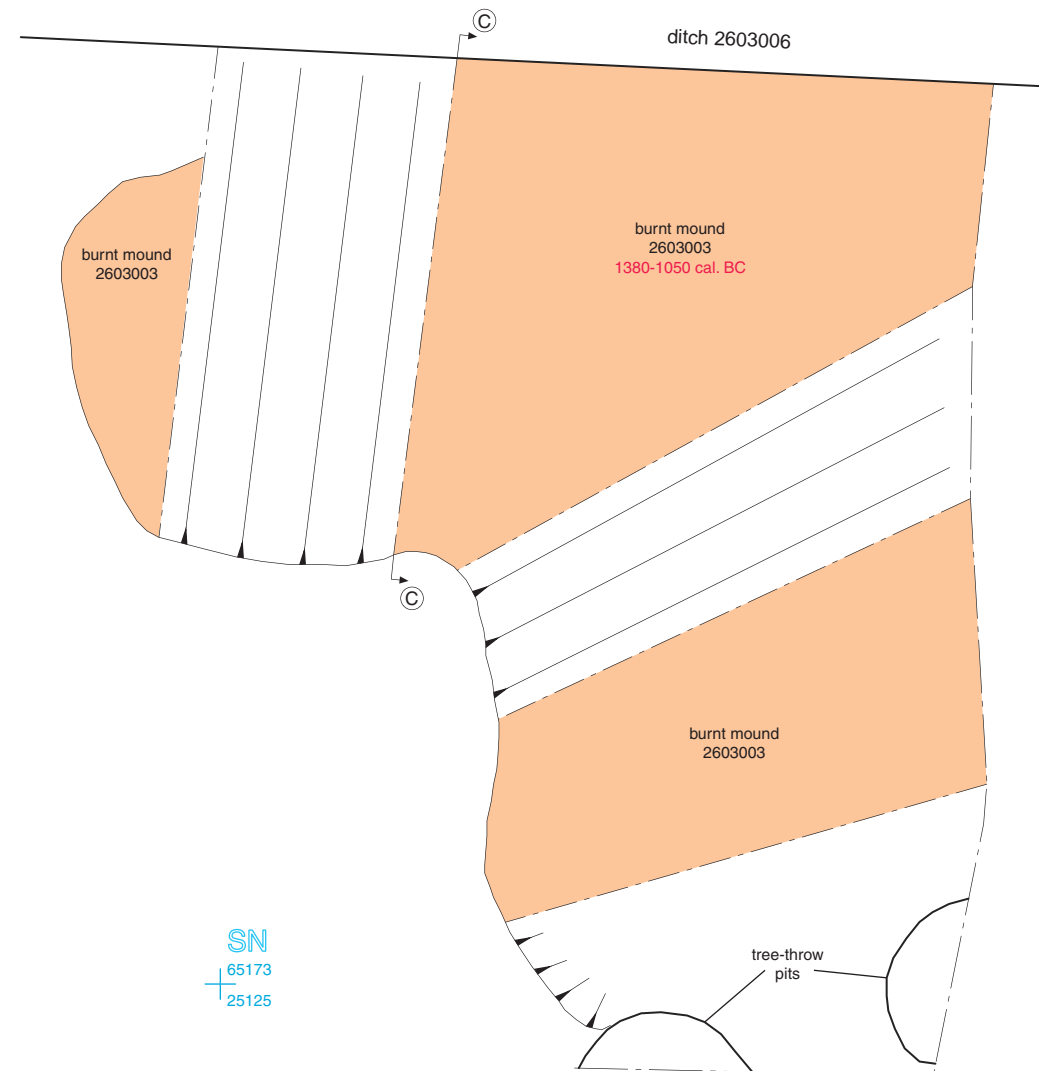 C
ditch 2603006
burnt mound
2603003
burnt mound
2603003
1380-1050 cal. BC
C
burnt mound
2603003
SN
65173
25125
tree-throw
pits